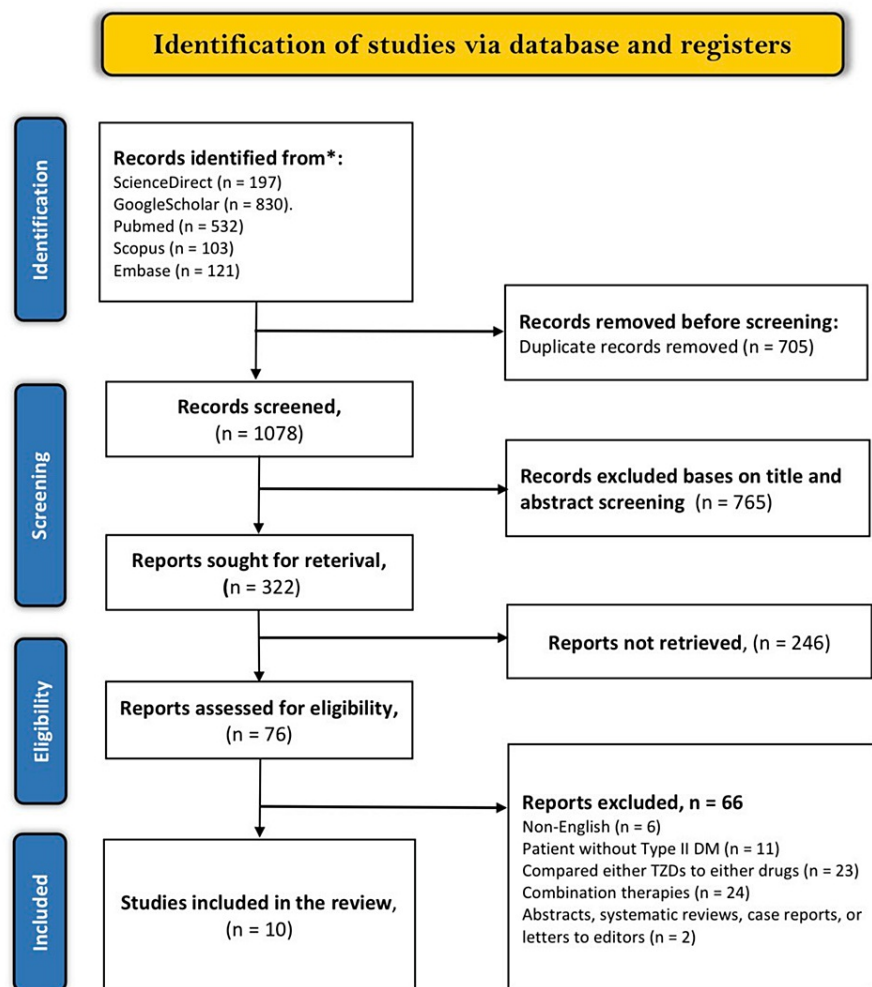 Identification of studies via database and registers
Identification
Records identified from*:
ScienceDirect (n = 197)
GoogleScholar (n = 830).
Pubmed (n = 532)
Scopus (n = 103)
Embase (n = 121)
Records removed before screening:
Duplicate records removed (n = 705)
Screening
Records screened,
(n = 1078)
Records excluded bases on title and
abstract screening (n = 765)
Reports sought for reterival,
(n = 322)
Reports not retrieved, (n = 246)
Eligibility
Reports assessed for eligibility,
(n = 76)
Reports excluded, n = 66
Non-English (n = 6)
Patient without Type II DM (n = 11)
Compared either TZDs to either drugs (n = 23)
Combination therapies (n = 24)
Abstracts, systematic reviews, case reports, or
letters to editors (n = 2)
Included
Studies included in the review,
(n = 10)